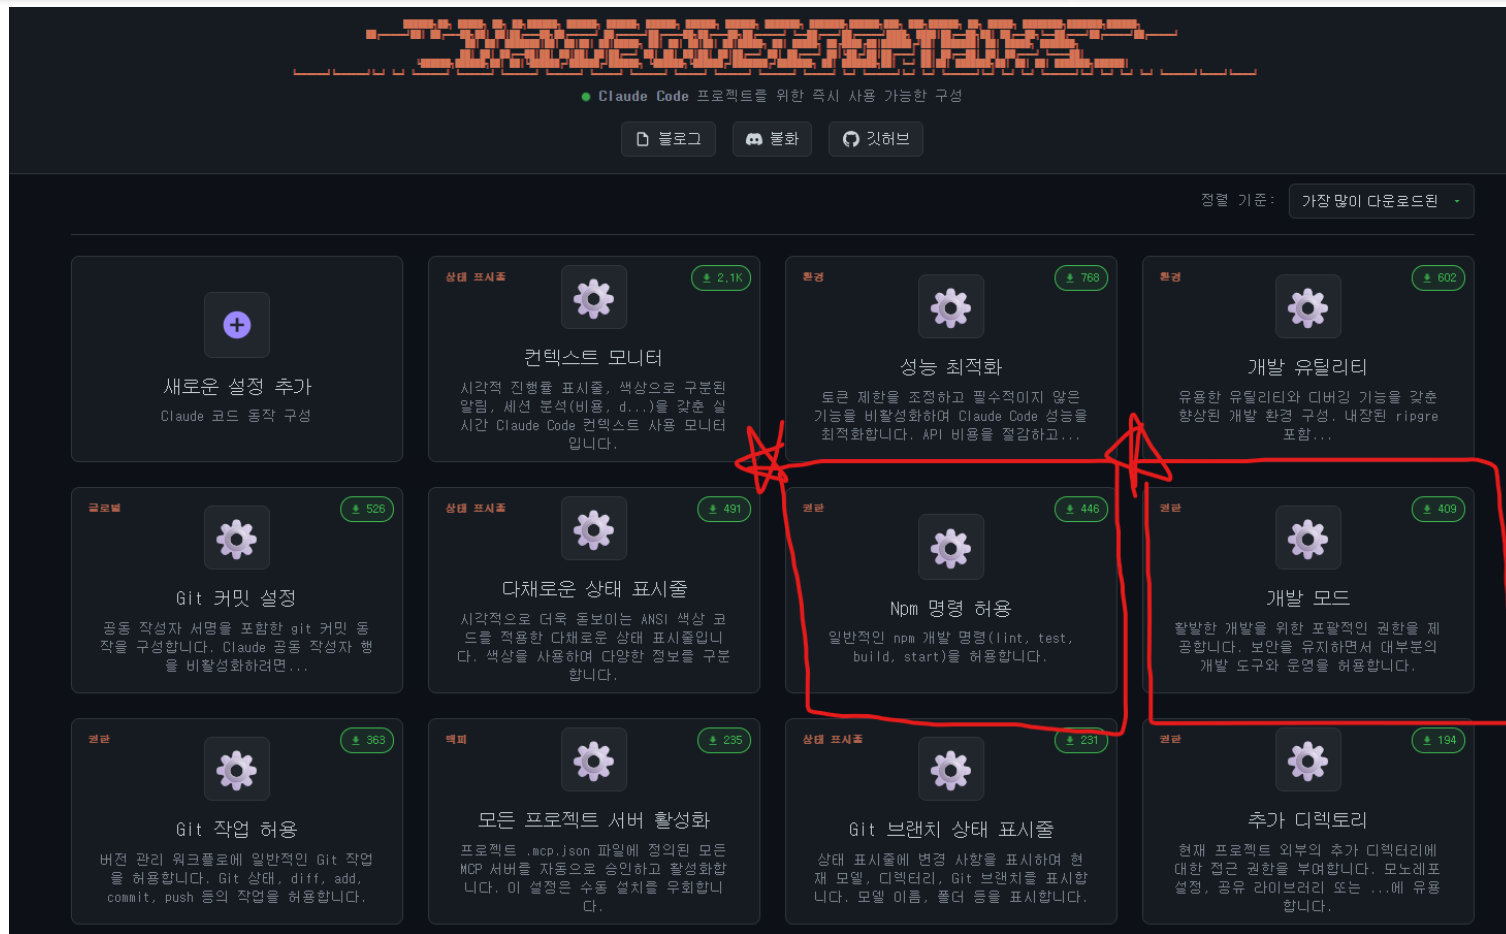 Claude Code 프로젝트를 위한 즉시 사용 가능한 구성
블로그
불화
깃허브
정렬 기준:
가장 많이 다운로드된
새로운 설정 추가
Claude 코드 동작 구성
상태 표시줄
2.1K
컨텍스트 모니터
시각적 진행률 표시줄, 색상으로 구분된
알림, 세션 분석(비용, d...)을 갖춘 실
시간 Claude Code 컨텍스트 사용 모니터
입니다.
환경
768
성능 최적화
토큰 제한을 조정하고 필수적이지 않은
기능을 비활성화하여 Claude Code 성능을
최적화합니다. API 비용을 절감하고...
환경
602
개발 유틸리티
유용한 유틸리티와 디버깅 기능을 갖춘
향상된 개발 환경 구성. 내장된 ripgre
포함...
글로벌
526
Git 커밋 설정
공동 작성자 서명을 포함한 git 커밋 동
작을 구성합니다. Claude 공동 작성자 행
을 비활성화하려면...
상태 표시줄
491
다채로운 상태 표시줄
시각적으로 더욱 돋보이는 ANSI 색상 코
드를 적용한 다채로운 상태 표시줄입니
다. 색상을 사용하여 다양한 정보를 구분
합니다.
권한
446
Npm 명령 허용
일반적인 npm 개발 명령(lint, test,
build, start)을 허용합니다.
권한
409
개발 모드
활발한 개발을 위한 포괄적인 권한을 제
공합니다. 보안을 유지하면서 대부분의
개발 도구와 운영을 허용합니다.
권한
363
Git 작업 허용
버전 관리 워크플로에 일반적인 Git 작업
을 허용합니다. Git 상태, diff, add,
commit, push 등의 작업을 허용합니다.
맥피
235
모든 프로젝트 서버 활성화
프로젝트 .mcp.json 파일에 정의된 모든
MCP 서버를 자동으로 승인하고 활성화합
니다. 이 설정은 수동 설치를 우회합니
다.
상태 표시줄
231
Git 브랜치 상태 표시줄
상태 표시줄에 변경 사항을 표시하며 현
재 모델, 디렉터리, Git 브랜치를 표시합
니다. 모델 이름, 폴더 등을 표시합니다.
권한
194
추가 디렉토리
현재 프로젝트 외부의 추가 디렉터리에
대한 접근 권한을 부여합니다. 모노레포
설정, 공유 라이브러리 또는 ...에 유용
합니다.